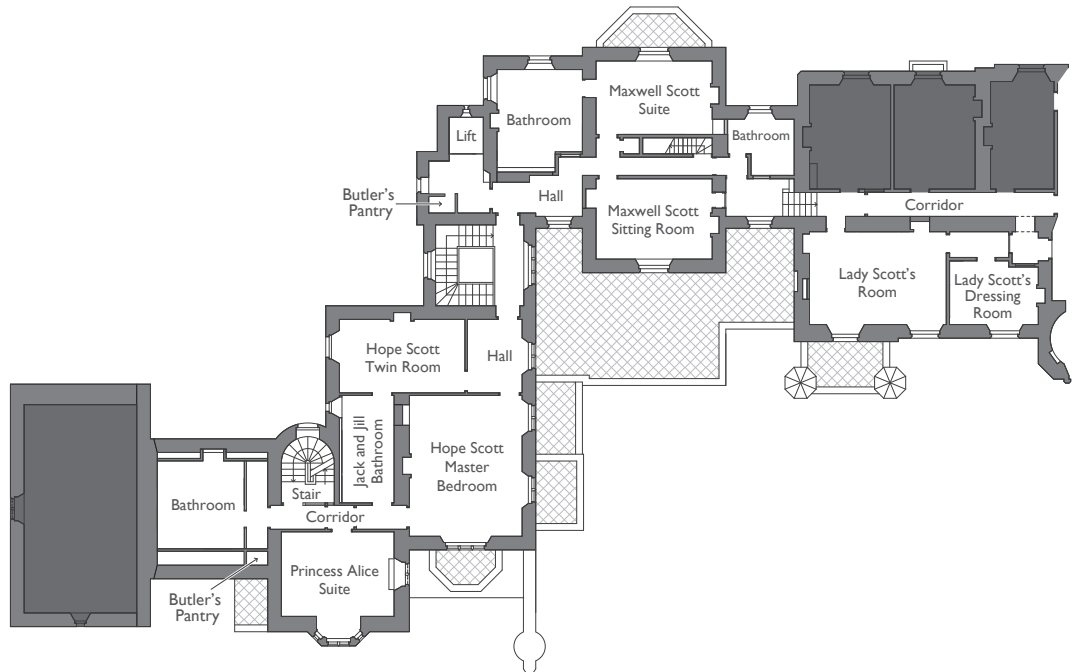 Maxwell Scott
Suite
Bathroom
Lift
Bathroom
Butler's
Pantry
Hall
Maxwell Scott
Sitting Room
Corridor
Lady Scott's
Room
Lady Scott's
Dressing
Room
Hope Scott
Twin Room
Hall
Jack and Jill
Bathroom
Hope Scott
Master
Bedroom
Stair
Bathroom
Corridor
Princess Alice
Suite
Butler's
Pantry